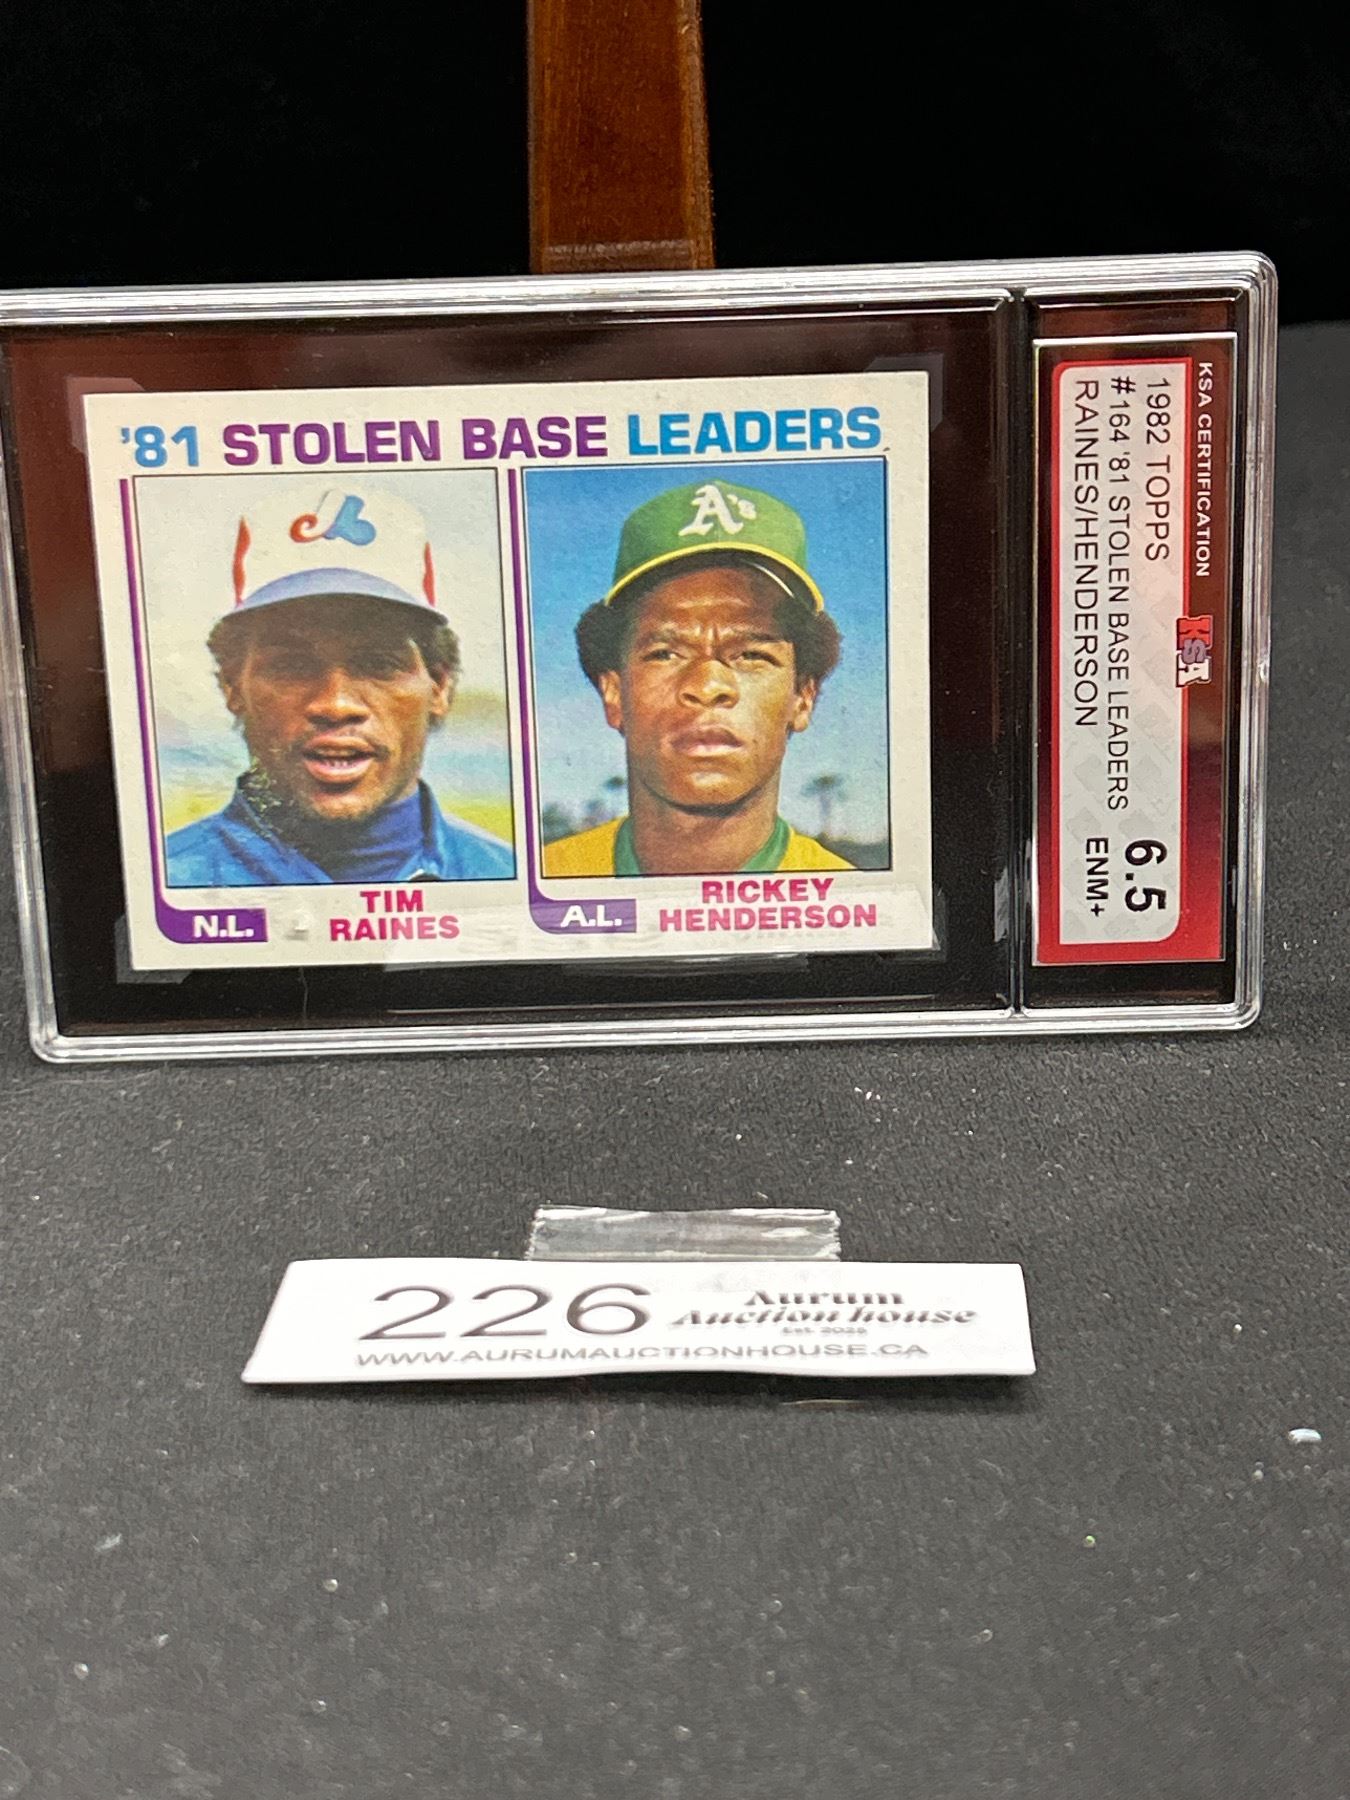 '81 STOLEN BASE LEADERS
A's
N.L.
TIM
RAINES
A.L.
RICKEY
HENDERSON
KSA CERTIFICATION
KSA
1982 TOPPS
#164 '81 STOLEN BASE LEADERS
RAINES/HENDERSON
6.5
ENM+
226
Aurum
Auction house
WWW.AURUMAUCTIONHOUSE.CA